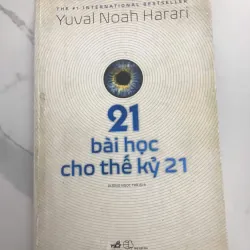 THE #1 INTERNATIONAL BESTSELLER
Yuval Noah Harari
21
bài học
cho thế kỷ 21